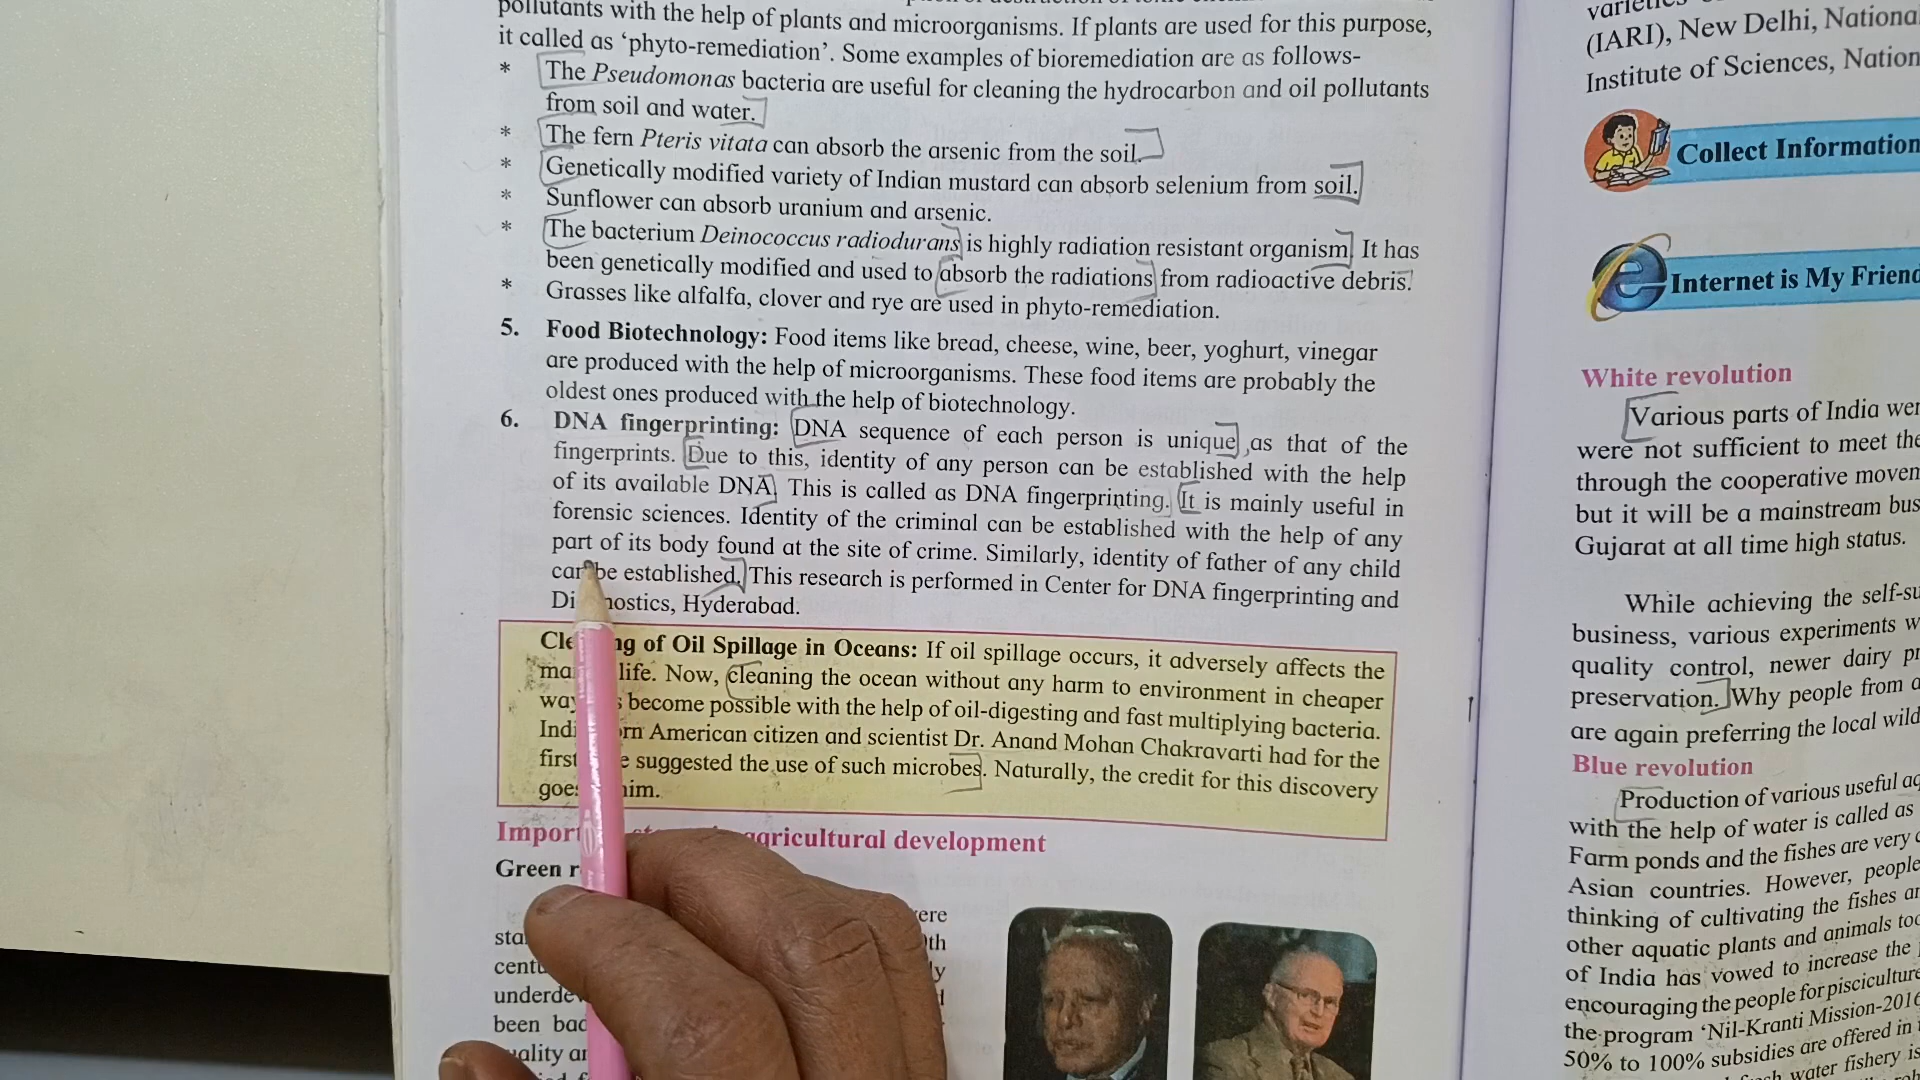 pollutants with the help of plants and microorganisms. If plants are used for this purpose,
it called as ‘phyto-remediation’. Some examples of bioremediation are as follows-
* The Pseudomonas bacteria are useful for cleaning the hydrocarbon and oil pollutants
from soil and water.
* The fern Pteris vitata can absorb the arsenic from the soil.
* Genetically modified variety of Indian mustard can absorb selenium from soil.
* Sunflower can absorb uranium and arsenic.
* The bacterium Deinococcus radiodurans is highly radiation resistant organism. It has
been genetically modified and used to absorb the radiations from radioactive debris.
* Grasses like alfalfa, clover and rye are used in phyto-remediation.
5. Food Biotechnology: Food items like bread, cheese, wine, beer, yoghurt, vinegar
are produced with the help of microorganisms. These food items are probably the
oldest ones produced with the help of biotechnology.
6. DNA fingerprinting: DNA sequence of each person is unique as that of the
fingerprints. Due to this, identity of any person can be established with the help
of its available DNA. This is called as DNA fingerprinting. It is mainly useful in
forensic sciences. Identity of the criminal can be established with the help of any
part of its body found at the site of crime. Similarly, identity of father of any child
can be established. This research is performed in Center for DNA fingerprinting and
Hyderabad.
of Oil Spillage in Oceans: If oil spillage occurs, it adversely affects the
life. Now, cleaning the ocean without any harm to environment in cheaper
become possible with the help of oil-digesting and fast multiplying bacteria.
American citizen and scientist Dr. Anand Mohan Chakravarti had for the
first suggested the use of such microbes. Naturally, the credit for this discovery
him.
agricultural development
Green
varieties
(IARI), New Delhi, National
Institute of Sciences, Nation
Collect Information
Internet is My Friend
White revolution
Various parts of India wer
were not sufficient to meet the
through the cooperative movem
but it will be a mainstream bus
Gujarat at all time high status.
While achieving the self-su
business, various experiments w
quality control, newer dairy pr
preservation. Why people from a
are again preferring the local wild
Blue revolution
Production of various useful aq
with the help of water is called as
Farm ponds and the fishes are very
Asian countries. However, people
thinking of cultivating the fishes
other aquatic plants and animals too
of India has vowed to increase the
encouraging the people for pisciculture
the program ‘Nil-Kranti Mission-2016
50% to 100% subsidies are offered in
water fishery is